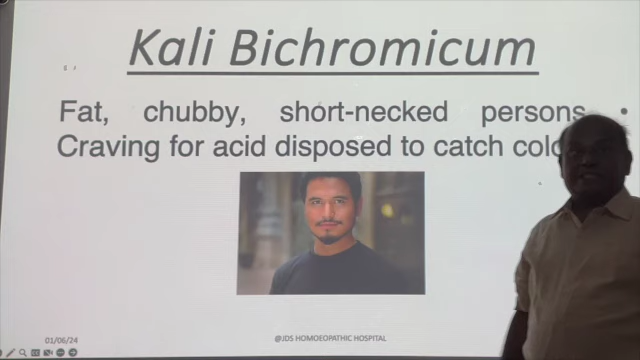 Kali Bichromicum
Fat, chubby, short-necked persons •
Craving for acid disposed to catch cold
01/06/24
@JDS HOMOEOPATHIC HOSPITAL